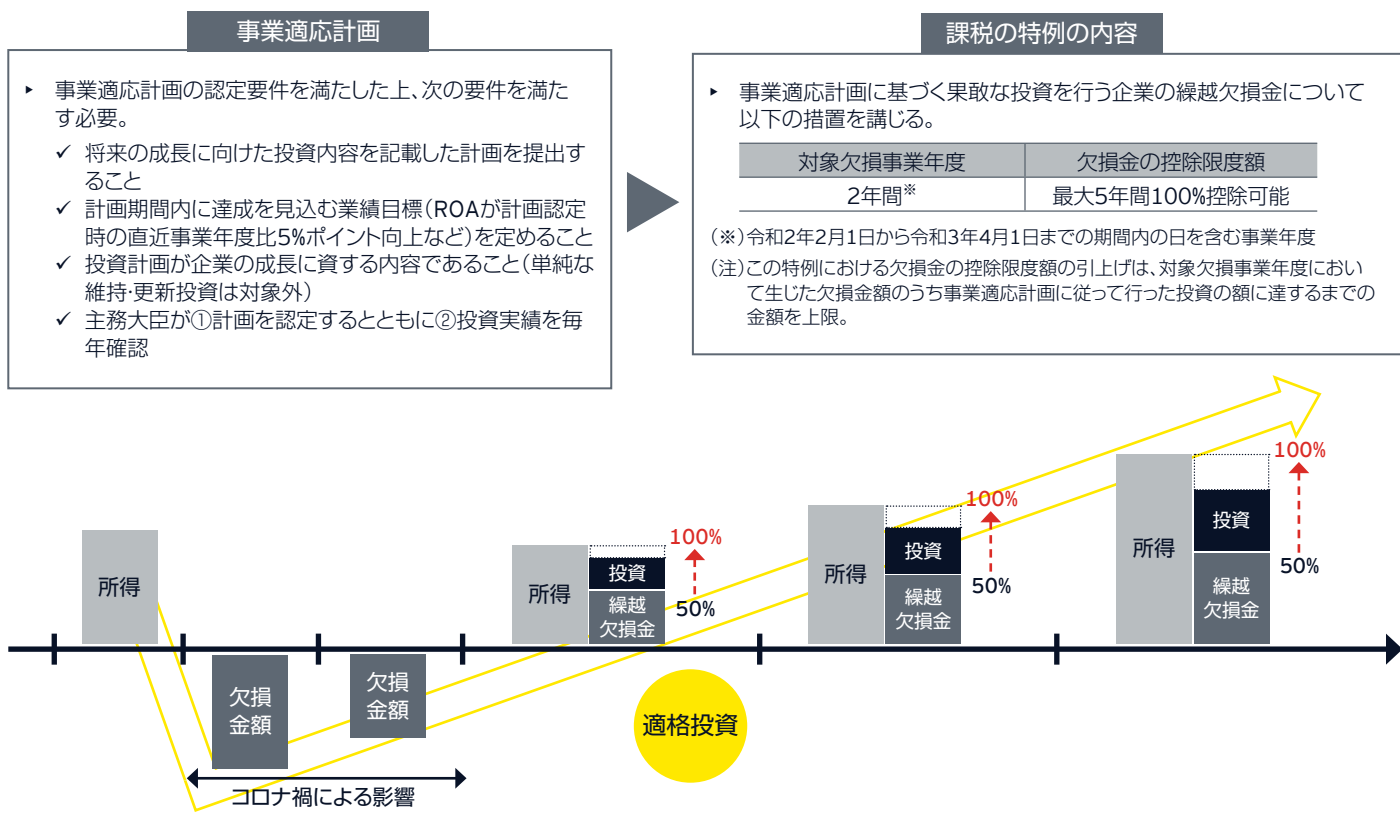 事業適応計画
▸ 事業適応計画の認定要件を満たした上、次の要件を満た
す必要。
✓ 将来の成長に向けた投資内容を記載した計画を提出す
ること
✓ 計画期間内に達成を見込む業績目標（ROAが計画認定
時の直近事業年度比5%ポイント向上など）を定めること
✓ 投資計画が企業の成長に資する内容であること（単純な
維持・更新投資は対象外）
✓ 主務大臣が①計画を認定するとともに②投資実績を毎
年確認
課税の特例の内容
▸ 事業適応計画に基づく果敢な投資を行う企業の繰越欠損金について
以下の措置を講じる。
対象欠損事業年度 欠損金の控除限度額
2年間※ 最大5年間100%控除可能
（※）令和2年2月1日から令和3年4月1日までの期間内の日を含む事業年度
（注）この特例における欠損金の控除限度額の引上げは、対象欠損事業年度におい
て生じた欠損金額のうち事業適応計画に従って行った投資の額に達するまでの
金額を上限。
所得
欠損
金額
欠損
金額
コロナ禍による影響
所得
投資
繰越
欠損金
100%
50%
適格投資
所得
投資
繰越
欠損金
100%
50%
所得
投資
繰越
欠損金
100%
50%